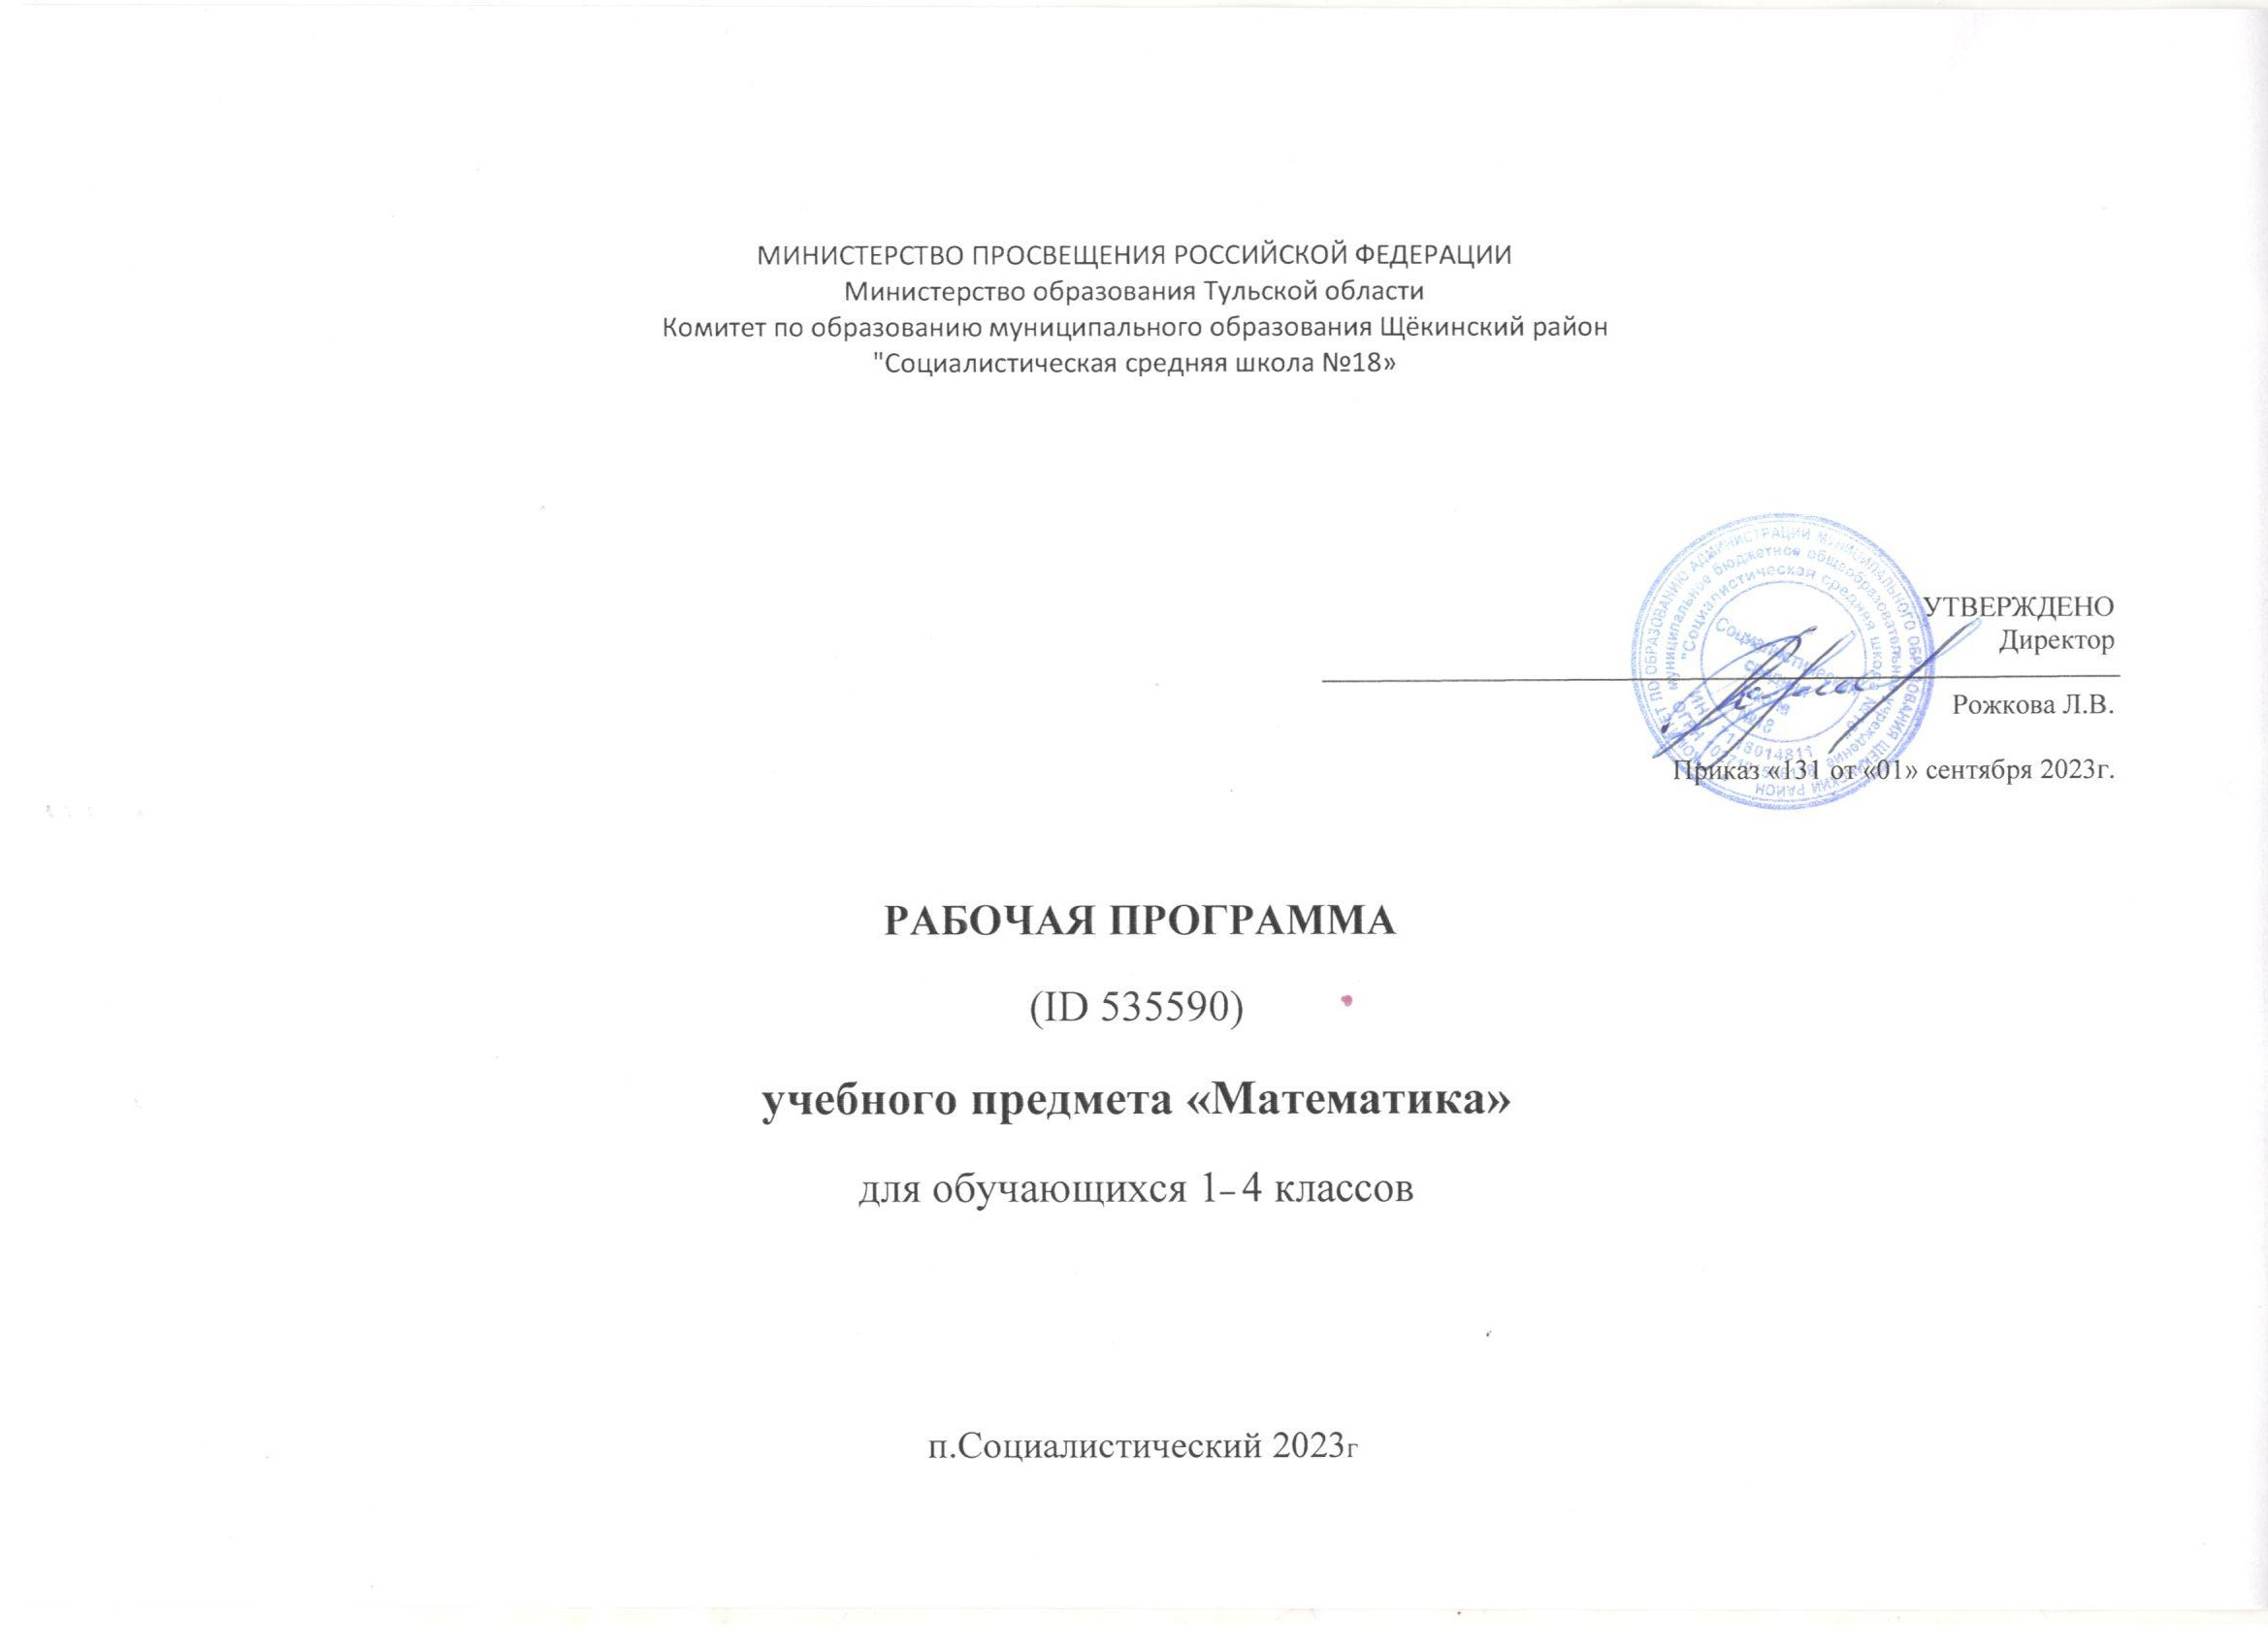 МИНИСТЕРСТВО ПРОСВЕЩЕНИЯ РОССИЙСКОЙ ФЕДЕРАЦИИ
Министерство образования Тульской области
Комитет по образованию муниципального образования Щёкинский район
"Социалистическая средняя школа №18»
УТВЕРЖДЕНО
Директор
Рожкова Л.В.
Приказ «131 от «01» сентября 2023г.
РАБОЧАЯ ПРОГРАММА
(ID 535590)
учебного предмета «Математика»
для обучающихся 1– 4 классов
п.Социалистический 2023г